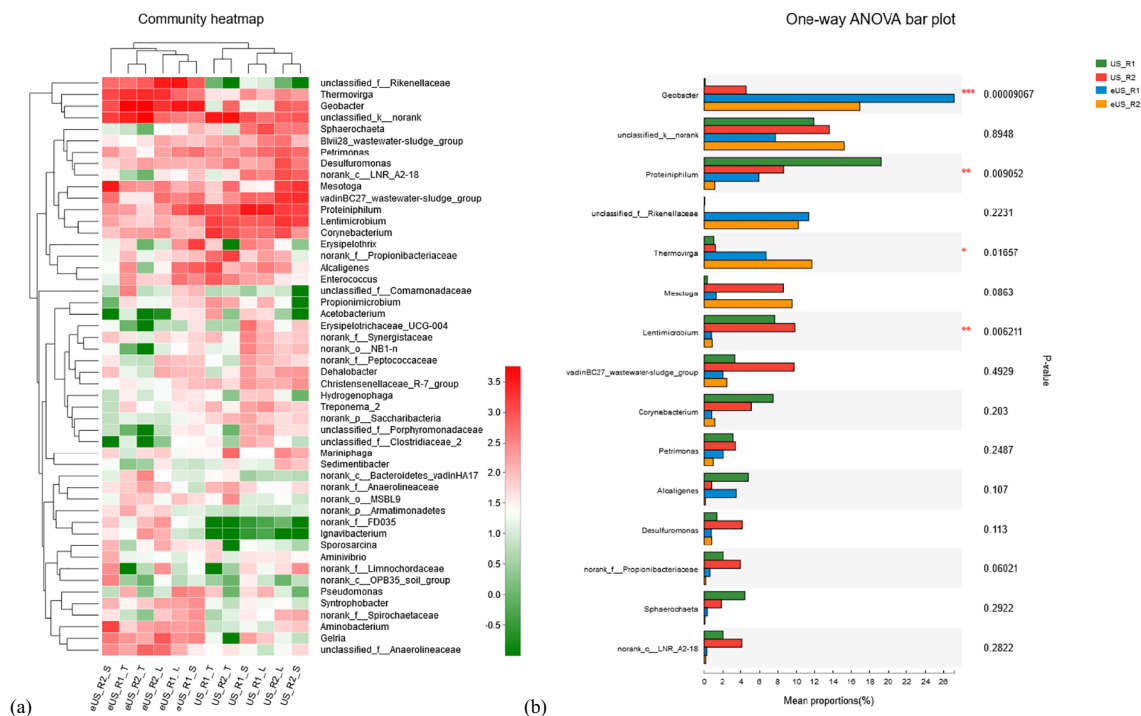 Community heatmap
unclassified_f__Rikenellaceae
Thermovirga
Geobacter
unclassified_k__norank
Sphaerochaeta
Blvii28_wastewater-sludge_group
Petrimonas
Desulfuromonas
norank_c__LNR_A2-18
Mesotoga
vadinBC27_wastewater-sludge_group
Proteiniphilum
Lentimicrobium
Corynebacterium
Erysipelothrix
norank_f__Propionibacteriaceae
Alcaligenes
Enterococcus
unclassified_f__Comamonadaceae
Propionimicrobium
Acetobacterium
Erysipelotrichaceae_UCG-004
norank_f__Synergistaceae
norank_o__NB1-n
norank_f__Peptococcaceae
Dehalobacter
Christensenellaceae_R-7_group
Hydrogenophaga
Treponema_2
norank_p__Saccharibacteria
unclassified_f__Porphyromonadaceae
unclassified_f__Clostridiaceae_2
Mariniphaga
Sedimentibacter
norank_c__Bacteroidetes_vadinHA17
norank_f__Anaerolineaceae
norank_o__MSBL9
norank_p__Armatimonadetes
norank_f__FD035
Ignavibacterium
Sporosarcina
Aminivibrio
norank_f__Limnochordaceae
norank_c__OPB35_soil_group
Pseudomonas
Syntrophobacter
norank_f__Spirochaetaceae
Aminobacterium
Gelria
unclassified_f__Anaerolineaceae
3.5
3.0
2.5
2.0
1.5
1.0
0.5
0.0
-0.5
eUS_R2_S
eUS_R1_T
eUS_R2_T
eUS_R2_L
eUS_R1_L
eUS_R1_S
US_R1_T
US_R2_T
US_R1_S
US_R1_L
US_R2_L
US_R2_S
(a)
One-way ANOVA bar plot
US_R1
US_R2
eUS_R1
eUS_R2
Geobacter *** 0.00009067
unclassified_k__norank 0.8948
Proteiniphilum ** 0.009052
unclassified_f__Rikenellaceae 0.2231
Thermovirga * 0.01657
Mesotoga 0.0863
Lentimicrobium ** 0.006211
vadinBC27_wastewater-sludge_group 0.4929
Corynebacterium 0.203
Petrimonas 0.2487
Alcaligenes 0.107
Desulfuromonas 0.113
norank_f__Propionibacteriaceae 0.06021
Sphaerochaeta 0.2922
norank_c__LNR_A2-18 0.2822
P-value
0 2 4 6 8 10 12 14 16 18 20 22 24 26
Mean proportions(%)
(b)